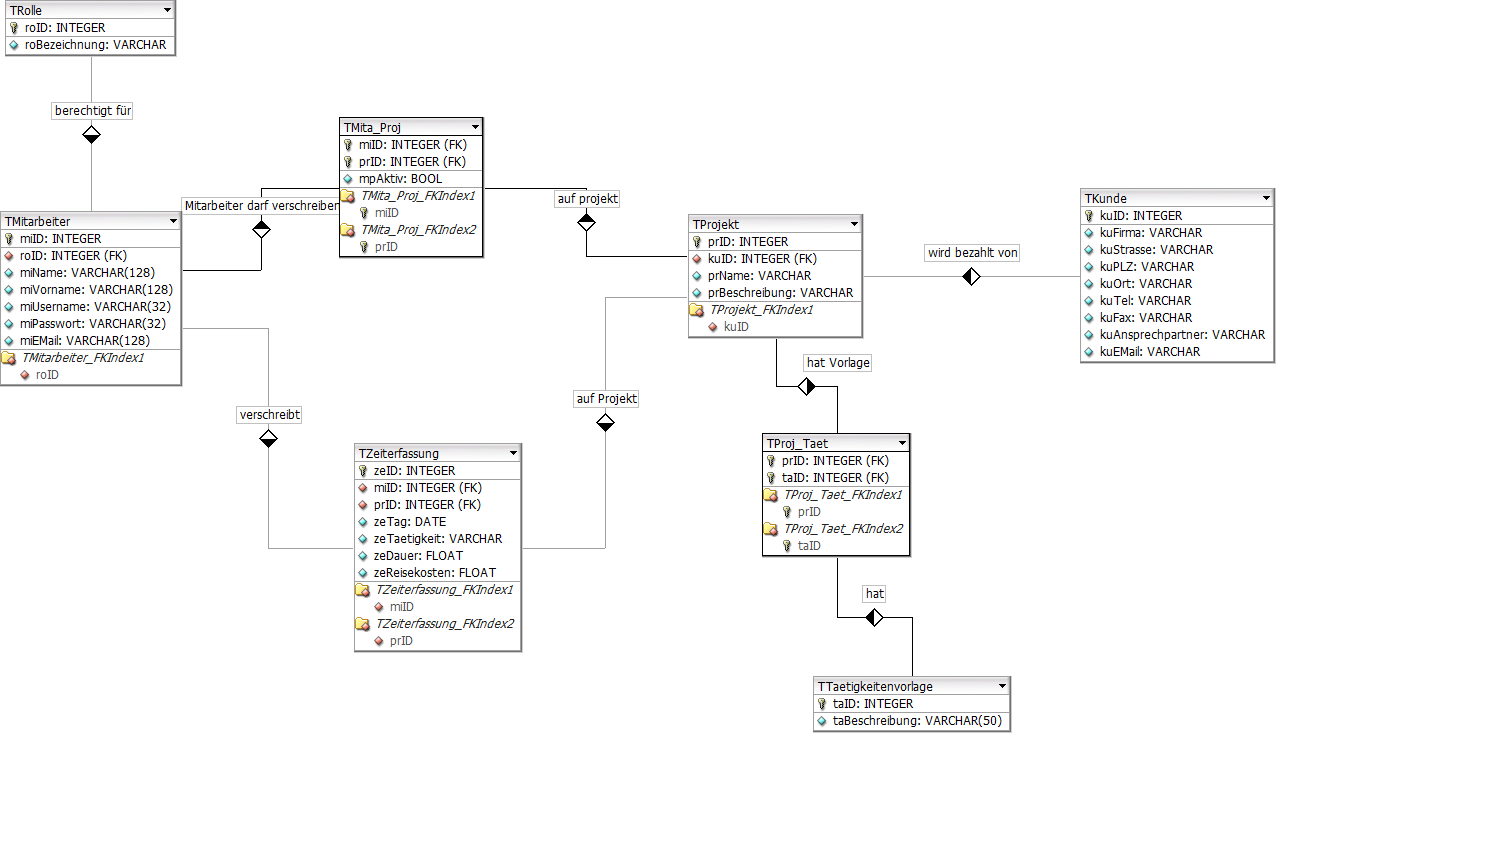 TRolle
roID: INTEGER
roBezeichnung: VARCHAR
berechtigt für
TMitarbeiter
miID: INTEGER
roID: INTEGER (FK)
miName: VARCHAR(128)
miVorname: VARCHAR(128)
miUsername: VARCHAR(32)
miPasswort: VARCHAR(32)
miEMail: VARCHAR(128)
TMitarbeiter_FKIndex1
roID
Mitarbeiter darf verschreiben
TMita_Proj
miID: INTEGER (FK)
prID: INTEGER (FK)
mpAktiv: BOOL
TMita_Proj_FKIndex1
miID
TMita_Proj_FKIndex2
prID
auf projekt
TProjekt
prID: INTEGER
kuID: INTEGER (FK)
prName: VARCHAR
prBeschreibung: VARCHAR
TProjekt_FKIndex1
kuID
wird bezahlt von
TKunde
kuID: INTEGER
kuFirma: VARCHAR
kuStrasse: VARCHAR
kuPLZ: VARCHAR
kuOrt: VARCHAR
kuTel: VARCHAR
kuFax: VARCHAR
kuAnsprechpartner: VARCHAR
kuEMail: VARCHAR
verschreibt
TZeiterfassung
zeID: INTEGER
miID: INTEGER (FK)
prID: INTEGER (FK)
zeTag: DATE
zeTaetigkeit: VARCHAR
zeDauer: FLOAT
zeReisekosten: FLOAT
TZeiterfassung_FKIndex1
miID
TZeiterfassung_FKIndex2
prID
auf Projekt
hat Vorlage
TProj_Taet
prID: INTEGER (FK)
taID: INTEGER (FK)
TProj_Taet_FKIndex1
prID
TProj_Taet_FKIndex2
taID
hat
TTaetigkeitenvorlage
taID: INTEGER
taBeschreibung: VARCHAR(50)